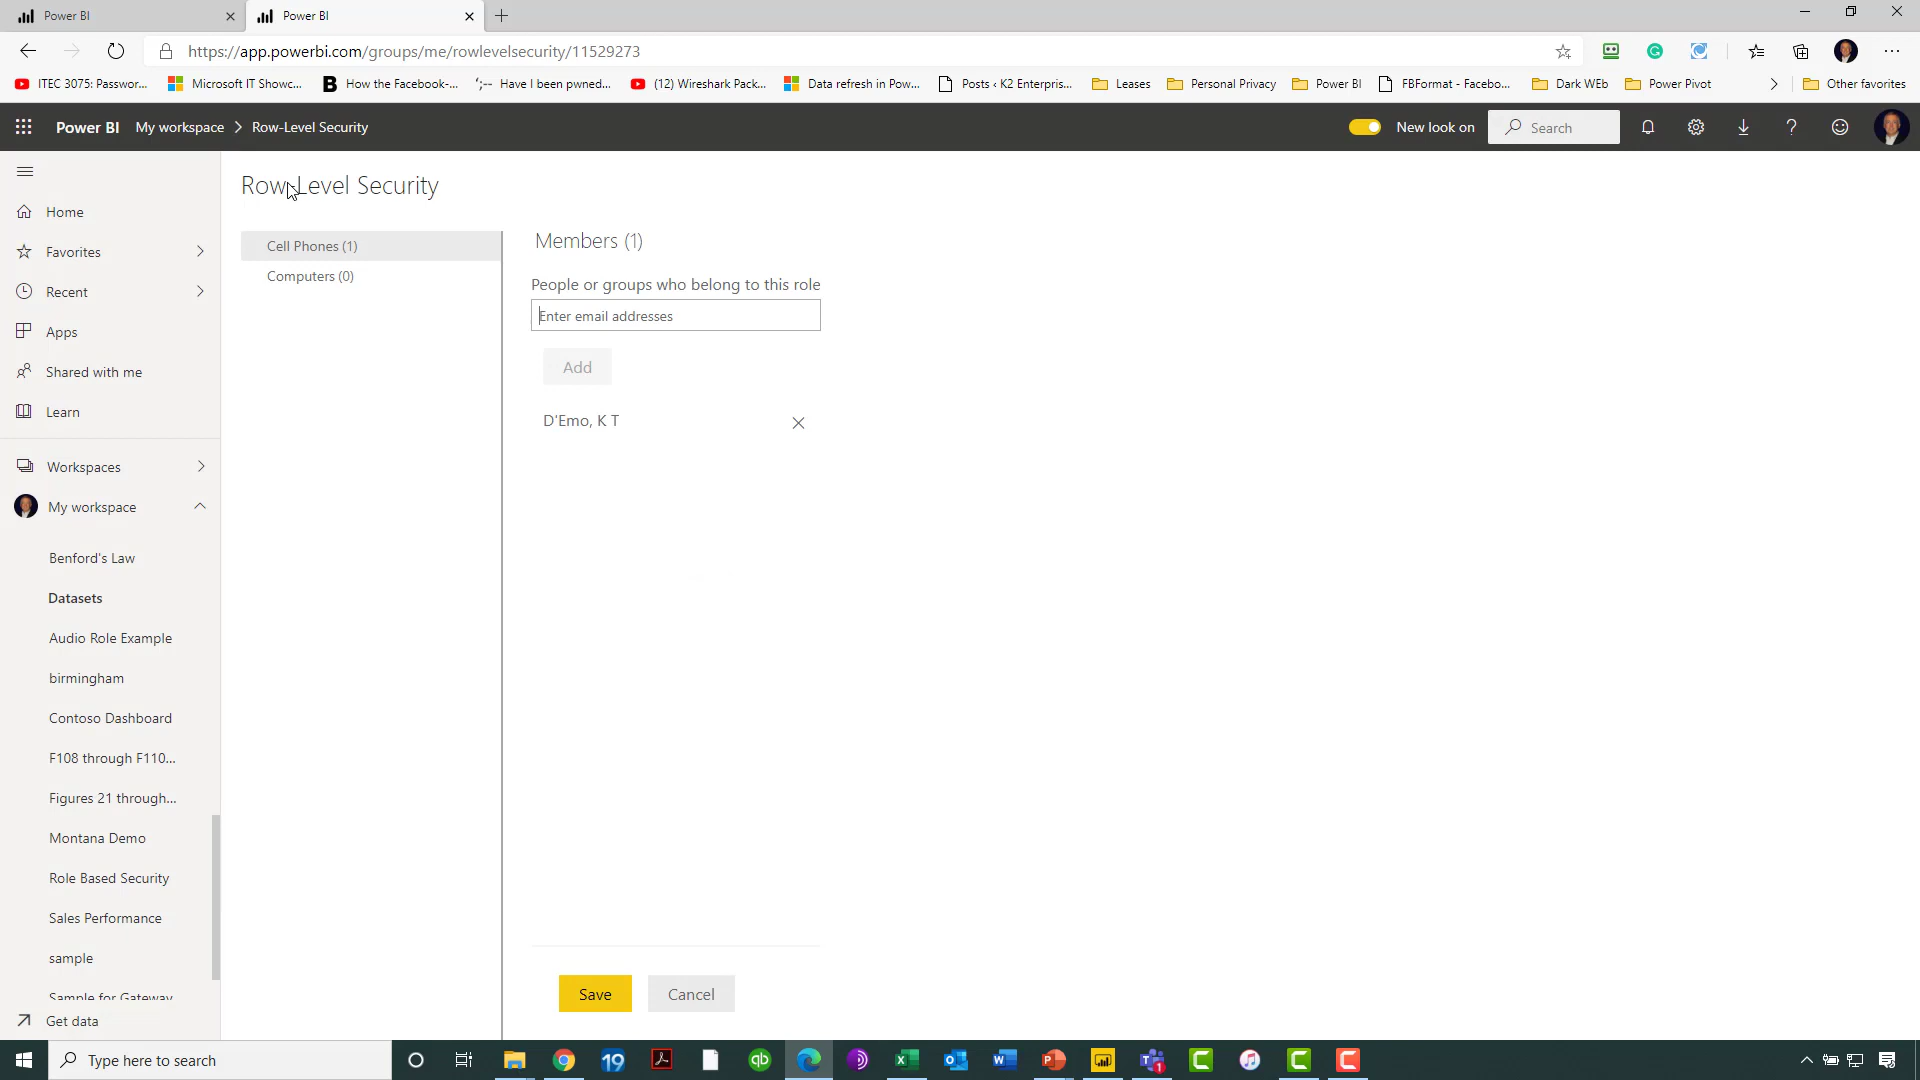 Power BI
Power BI
https://app.powerbi.com/groups/me/rowlevelsecurity/11529273
ITEC 3075: Passwor...
Microsoft IT Showc...
How the Facebook-...
Have I been pwned...
(12) Wireshark Pack...
Data refresh in Pow...
Posts ‹ K2 Enterpris...
Leases
Personal Privacy
Power BI
FBFormat - Facebo...
Dark WEb
Power Pivot
Other favorites
Power BI
My workspace
Row-Level Security
New look on
Search
Row-Level Security
Home
Favorites
Recent
Apps
Shared with me
Learn
Workspaces
My workspace
Benford's Law
Datasets
Audio Role Example
birmingham
Contoso Dashboard
F108 through F110...
Figures 21 through...
Montana Demo
Role Based Security
Sales Performance
sample
Sample for Gateway
Get data
Cell Phones (1)
Computers (0)
Members (1)
People or groups who belong to this role
Enter email addresses
Add
D'Emo, K T
Save
Cancel
Type here to search
19